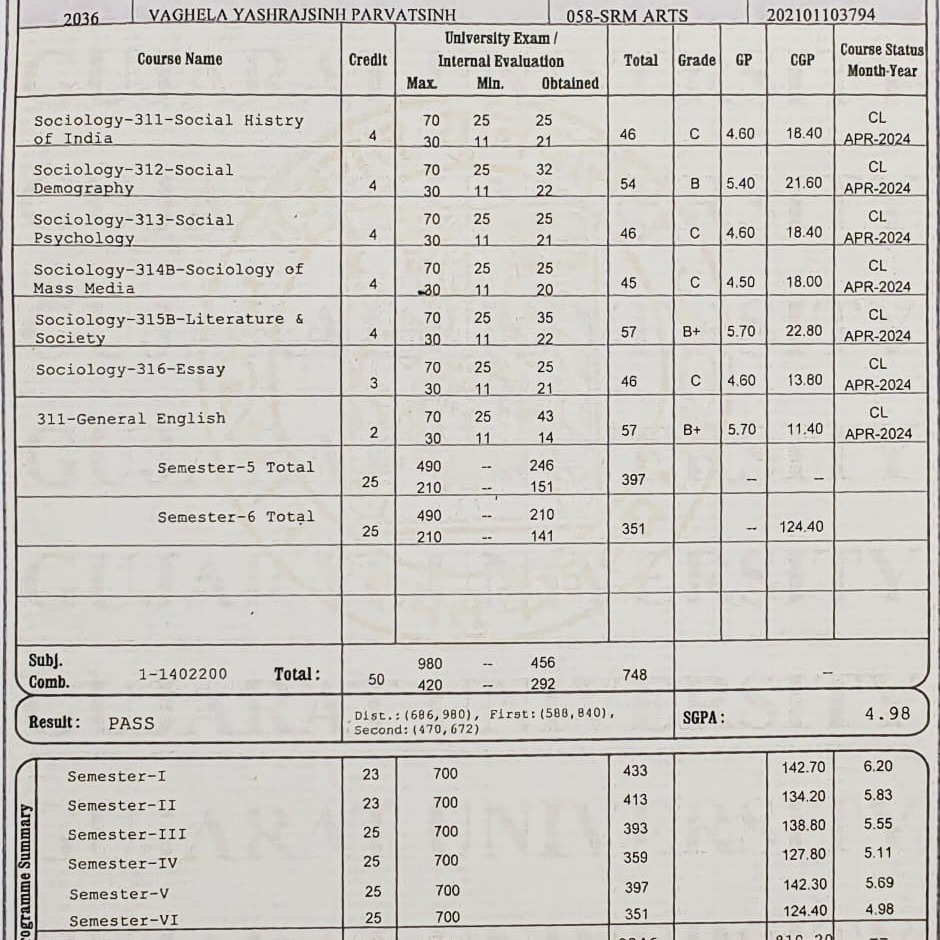 2036 VAGHELA YASHRAJSINH PARVATSINH 058-SRM ARTS 202101103794
Course Name Credit University Exam / Internal Evaluation Total Grade GP CGP Course Status Month-Year
Max. Min. Obtained
Sociology-311-Social Histry 70 25 25 CL
of India 4 30 11 21 46 C 4.60 18.40 APR-2024
Sociology-312-Social 70 25 32 CL
Demography 4 30 11 22 54 B 5.40 21.60 APR-2024
Sociology-313-Social 70 25 25 CL
Psychology 4 30 11 21 46 C 4.60 18.40 APR-2024
Sociology-314B-Sociology of 70 25 25 CL
Mass Media 4 30 11 20 45 C 4.50 18.00 APR-2024
Sociology-315B-Literature & 70 25 35 CL
Society 4 30 11 22 57 B+ 5.70 22.80 APR-2024
Sociology-316-Essay 70 25 25 CL
3 30 11 21 46 C 4.60 13.80 APR-2024
311-General English 70 25 43 CL
2 30 11 14 57 B+ 5.70 11.40 APR-2024
Semester-5 Total 490 -- 246
25 210 -- 151 397 -- --
Semester-6 Total 490 -- 210
25 210 -- 141 351 -- 124.40
Subj. 980 -- 456
Comb. 1-1402200 Total : 50 420 -- 292 748 --
Result : PASS Dist.:(686,980), First:(588,840), SGPA : 4.98
Second:(470,672)
Programme Summary
Semester-I 23 700 433 142.70 6.20
Semester-II 23 700 413 134.20 5.83
Semester-III 25 700 393 138.80 5.55
Semester-IV 25 700 359 127.80 5.11
Semester-V 25 700 397 142.30 5.69
Semester-VI 25 700 351 124.40 4.98